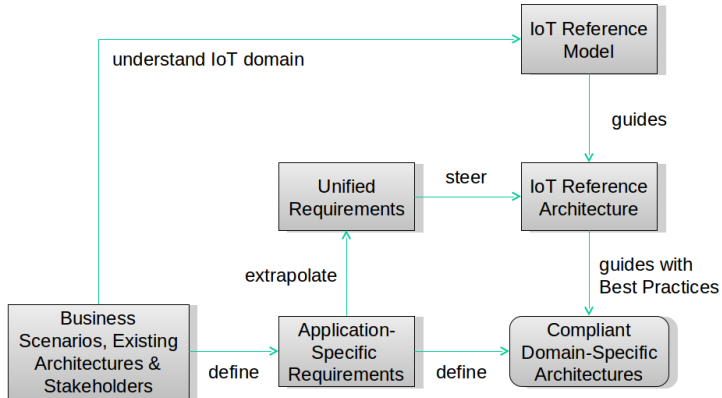 IoT Reference
Model
understand IoT domain
guides
Unified
Requirements
steer
IoT Reference
Architecture
extrapolate
guides with
Best Practices
Business
Scenarios, Existing
Architectures &
Stakeholders
define
Application-
Specific
Requirements
define
Compliant
Domain-Specific
Architectures